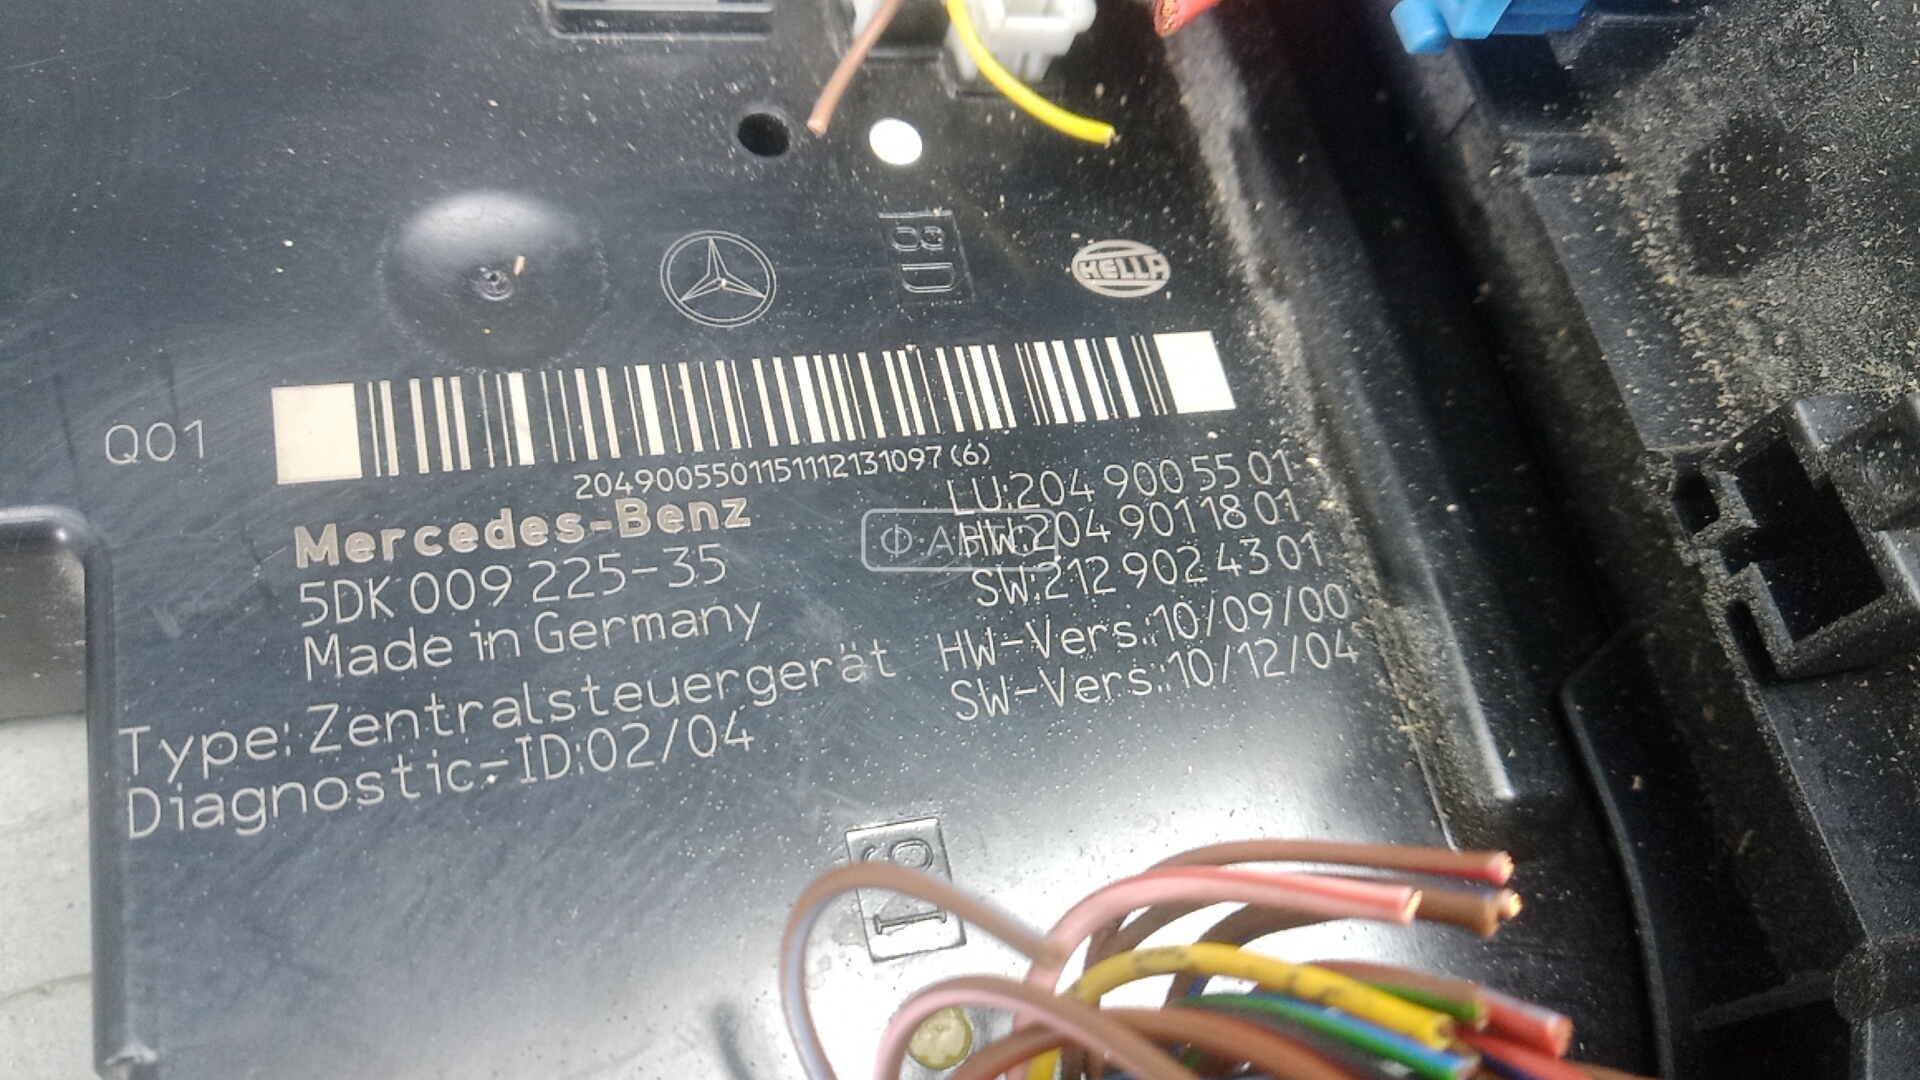 8D
HELLA
Q01
2049005501151112131097 (6)
Mercedes-Benz
5DK 009 225-35
Made in Germany
Type: Zentralsteuergerät
Diagnostic-ID:02/04
LU:204 900 55 01
HW:204 901 18 01
SW:212 902 43 01
HW-Vers.:10/09/00
SW-Vers.:10/12/04